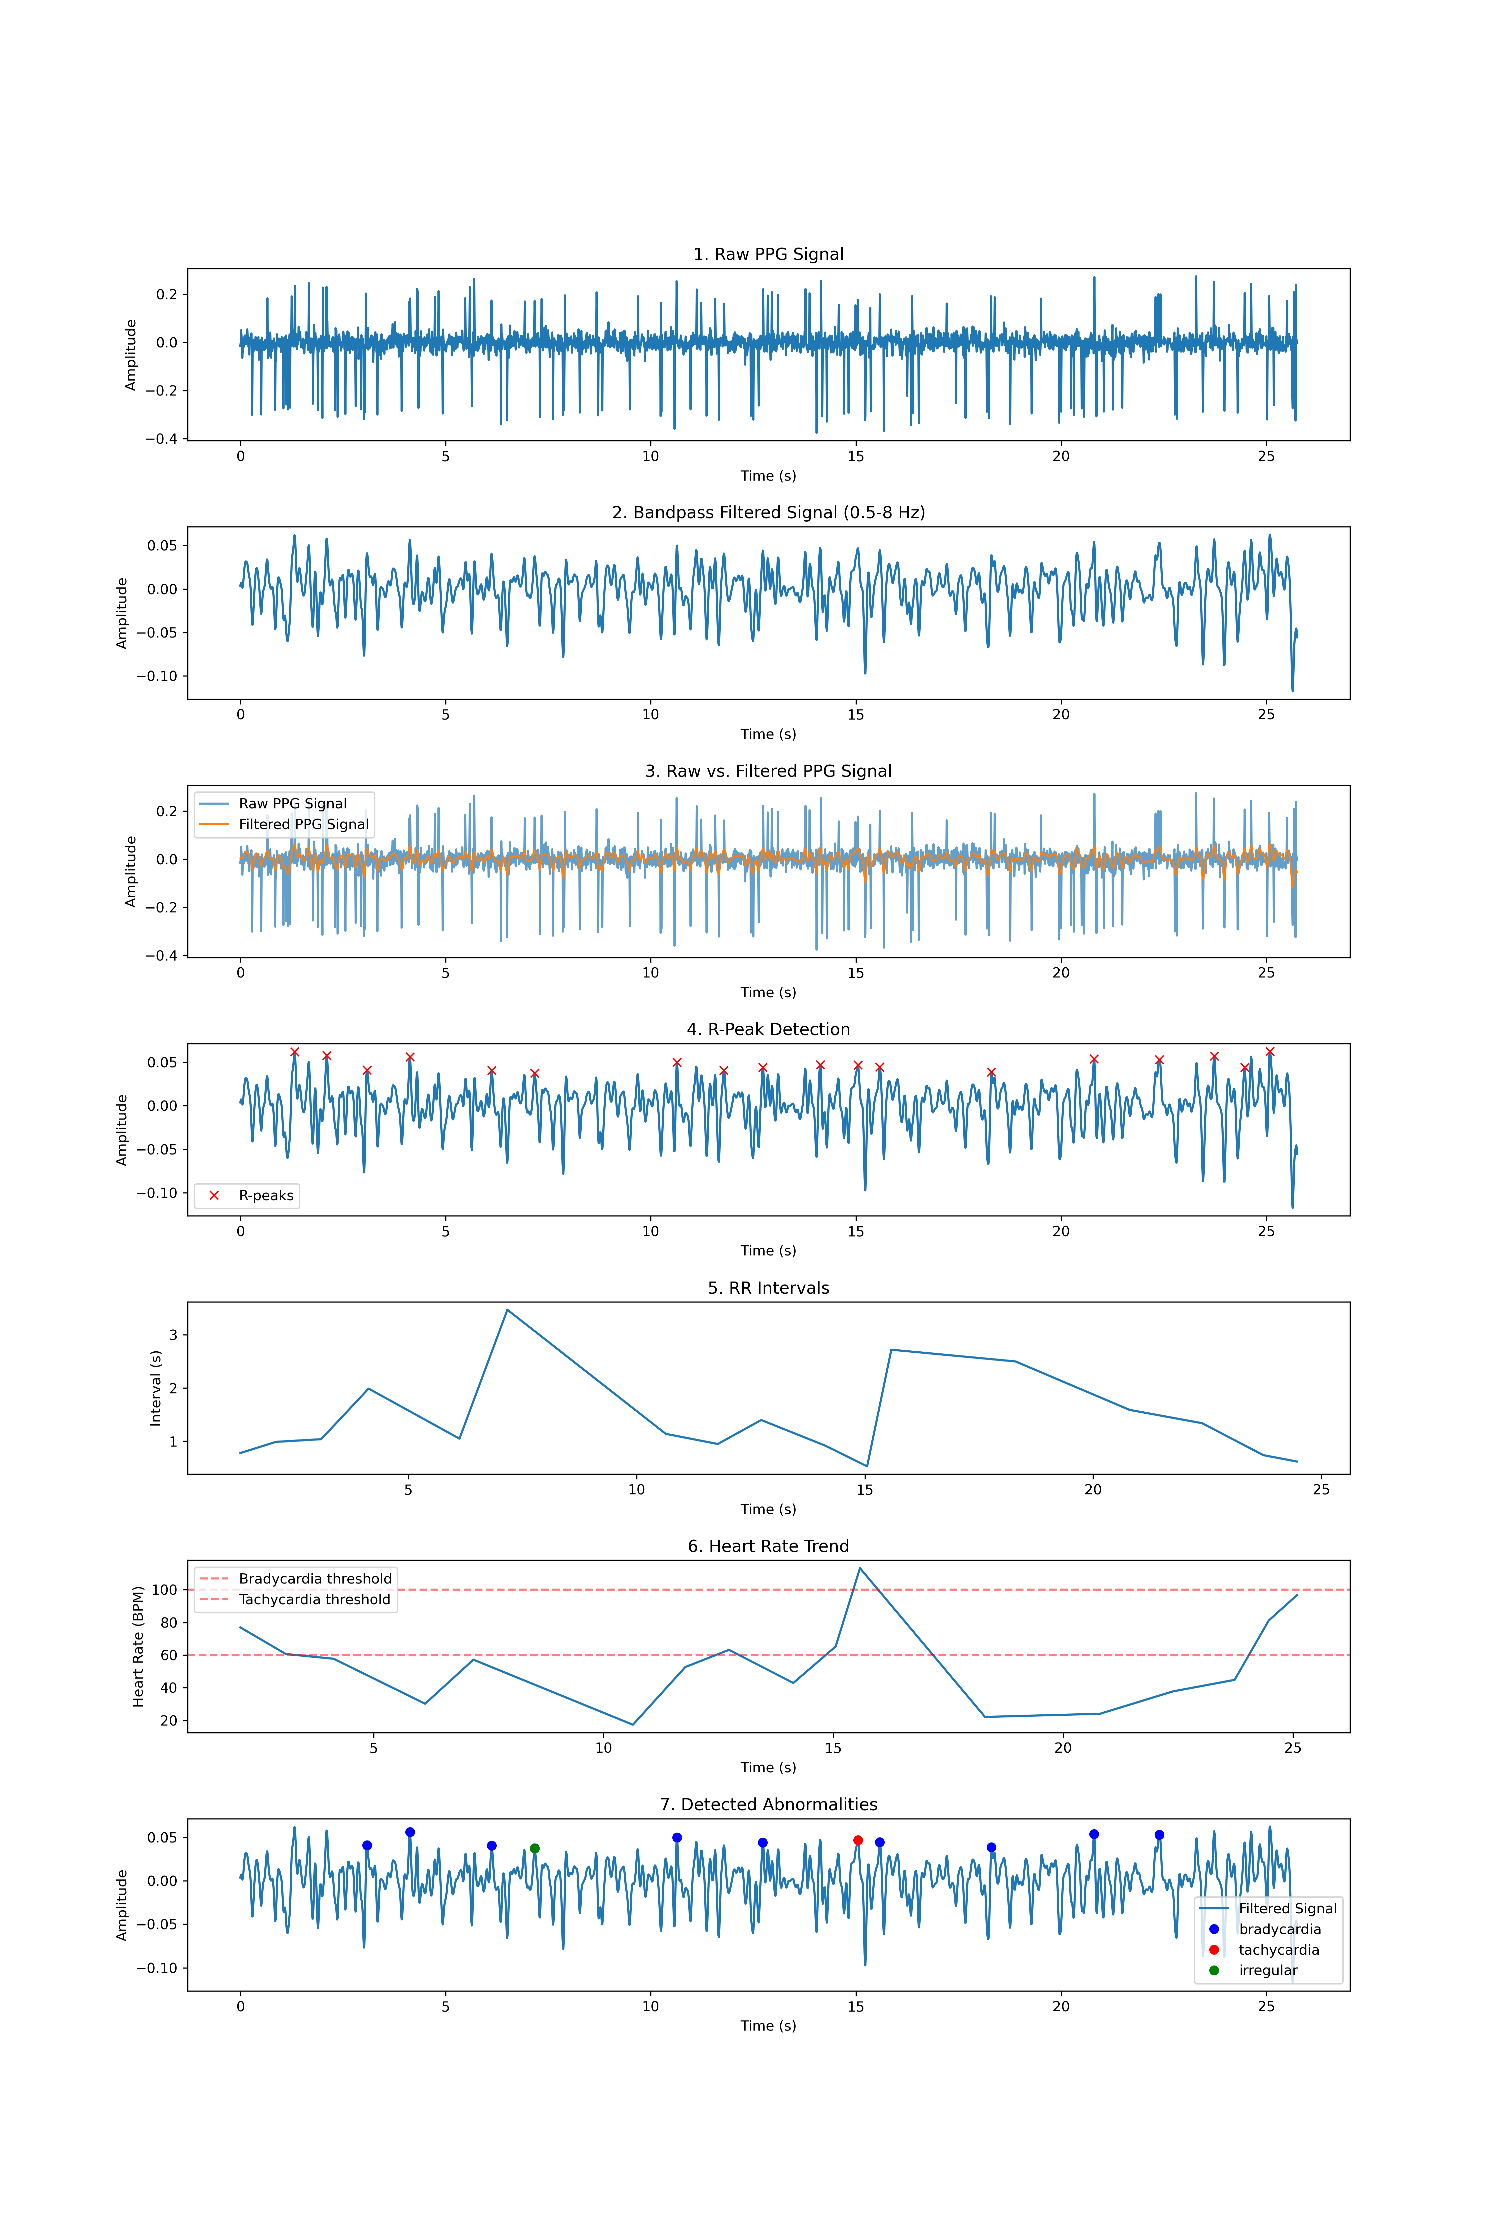 1. Raw PPG Signal
Amplitude
0.2
0.0
−0.2
−0.4
0 5 10 15 20 25
Time (s)
2. Bandpass Filtered Signal (0.5-8 Hz)
Amplitude
0.05
0.00
−0.05
−0.10
0 5 10 15 20 25
Time (s)
3. Raw vs. Filtered PPG Signal
Raw PPG Signal
Filtered PPG Signal
Amplitude
0.2
0.0
−0.2
−0.4
0 5 10 15 20 25
Time (s)
4. R-Peak Detection
Amplitude
0.05
0.00
−0.05
−0.10
R-peaks
0 5 10 15 20 25
Time (s)
5. RR Intervals
Interval (s)
3
2
1
5 10 15 20 25
Time (s)
6. Heart Rate Trend
Bradycardia threshold
Tachycardia threshold
Heart Rate (BPM)
100
80
60
40
20
5 10 15 20 25
Time (s)
7. Detected Abnormalities
Amplitude
0.05
0.00
−0.05
−0.10
Filtered Signal
bradycardia
tachycardia
irregular
0 5 10 15 20 25
Time (s)